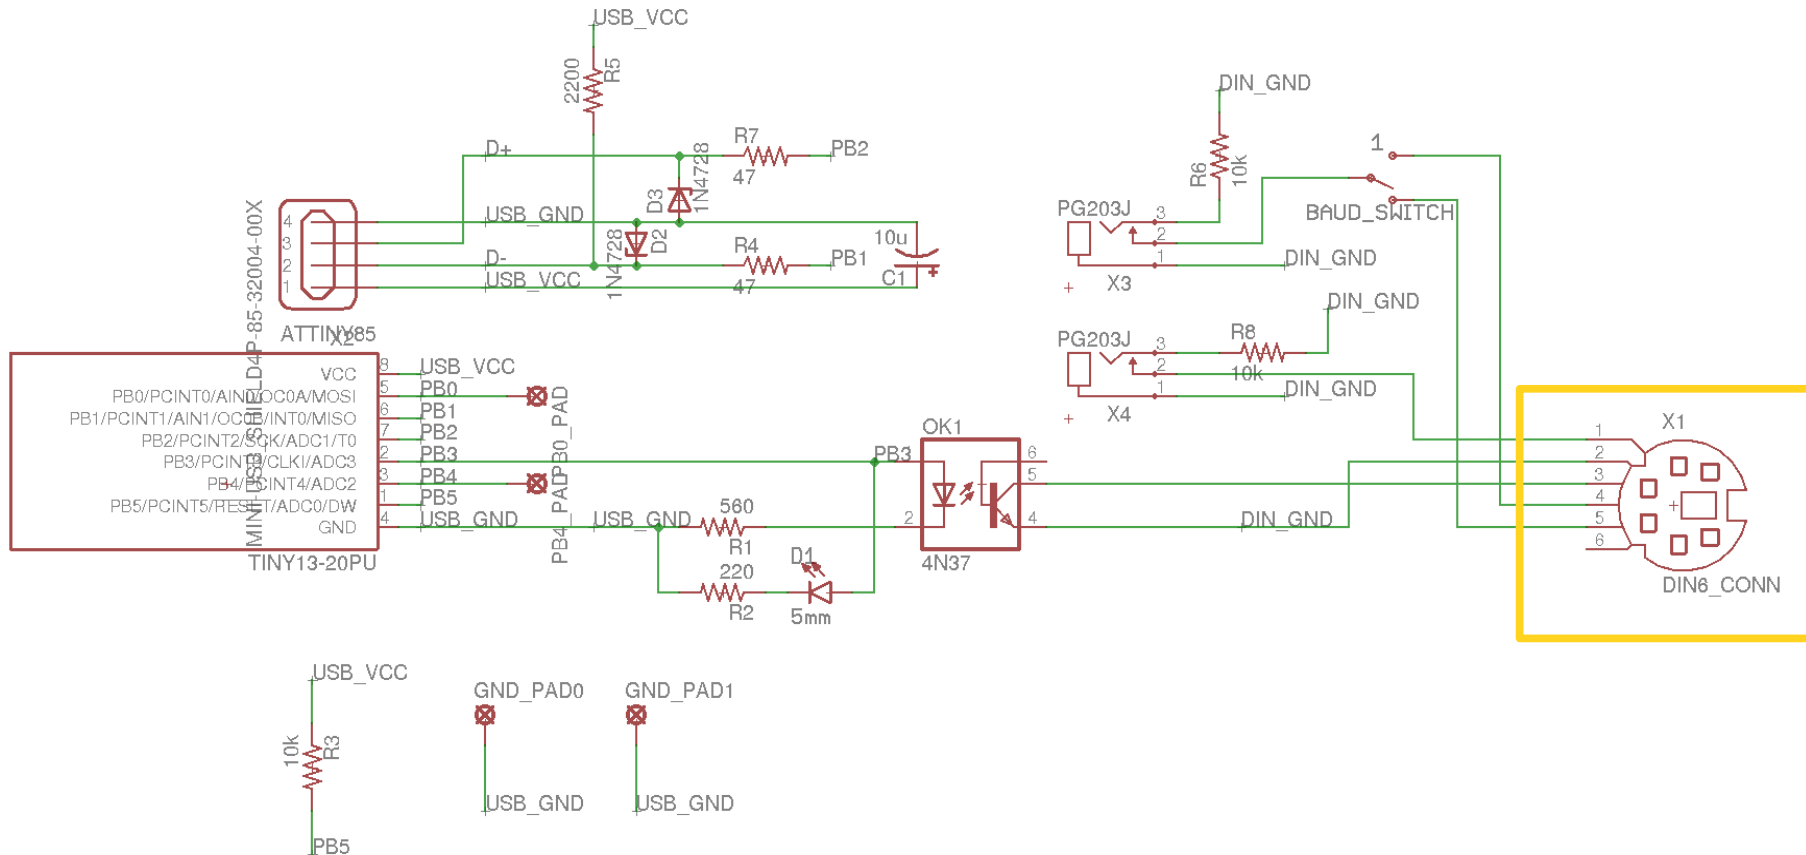 USB_VCC
2200
R5
D+
R7
47
PB2
1N4728
D3
USB_GND
1N4728
D2
D-
R4
47
PB1
USB_VCC
10u
C1
4
3
2
1
MINI-USB-SHIELD4P-85-32004-00X
X2
DIN_GND
R6
10k
1
BAUD_SWITCH
PG203J
3
2
1
DIN_GND
X3
DIN_GND
PG203J
3
2
1
R8
10k
DIN_GND
X4
ATTINY85
VCC
8
USB_VCC
PB0/PCINT0/AIN0/OC0A/MOSI
5
PB0
PB1/PCINT1/AIN1/OC0B/INT0/MISO
6
PB1
PB2/PCINT2/SCK/ADC1/T0
7
PB2
PB3/PCINT3/CLKI/ADC3
2
PB3
PB4/PCINT4/ADC2
3
PB4
PB5/PCINT5/RESET/ADC0/DW
1
PB5
GND
4
USB_GND
TINY13-20PU
PB0_PAD
PB4_PAD
USB_GND
560
R1
220
R2
D1
5mm
PB3
OK1
2
6
5
4
4N37
DIN_GND
X1
1
2
3
4
5
6
DIN6_CONN
USB_VCC
10k
R3
PB5
GND_PAD0
USB_GND
GND_PAD1
USB_GND